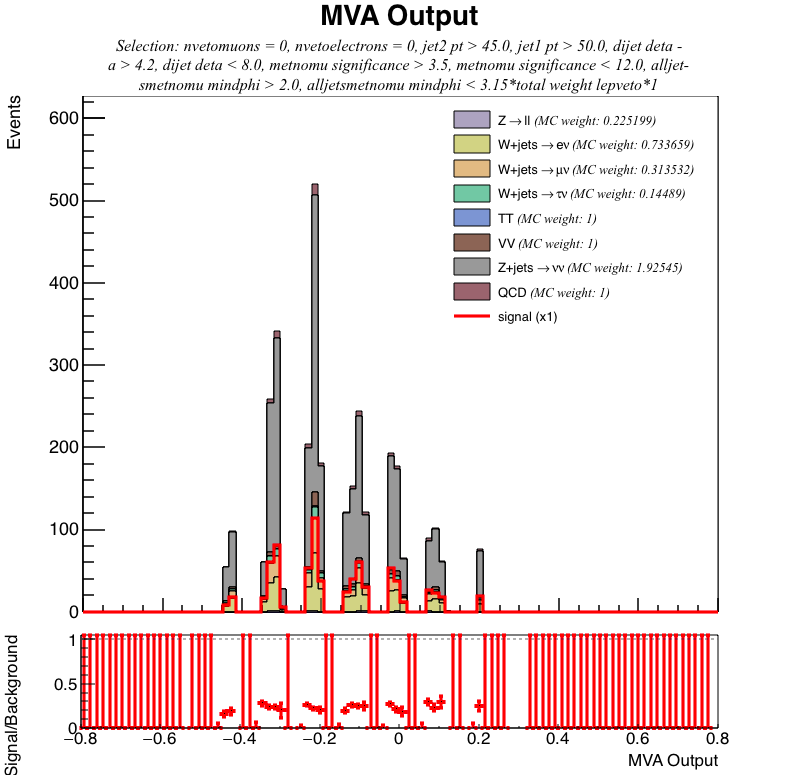 MVA Output
Selection: nvetomuons = 0, nvetoelectrons = 0, jet2 pt > 45.0, jet1 pt > 50.0, dijet deta -
a > 4.2, dijet deta < 8.0, metnomu significance > 3.5, metnomu significance < 12.0, alljet-
smetnomu mindphi > 2.0, alljetsmetnomu mindphi < 3.15*total weight lepveto*1
Events
600
500
400
300
200
100
0
Z→ll (MC weight: 0.225199)
W+jets→eν (MC weight: 0.733659)
W+jets→μν (MC weight: 0.313532)
W+jets→τν (MC weight: 0.14489)
TT (MC weight: 1)
VV (MC weight: 1)
Z+jets→νν (MC weight: 1.92545)
QCD (MC weight: 1)
signal (x1)
Signal/Background
1
0.5
0
−0.8 −0.6 −0.4 −0.2 0 0.2 0.4 0.6 0.8
MVA Output